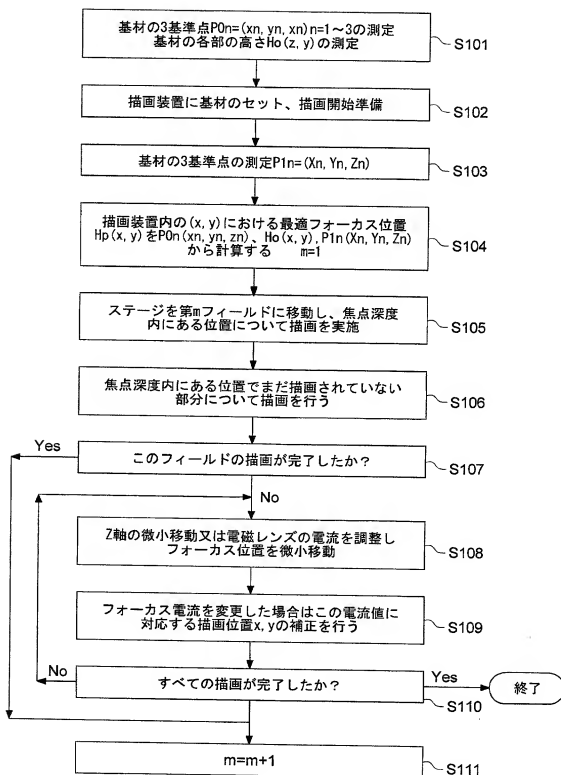 基材の3基準点P0n=(xn, yn, xn)n=1～3の測定
基材の各部の高さHo(z, y)の測定
S101
描画装置に基材のセット、描画開始準備
S102
基材の3基準点の測定P1n=(Xn, Yn, Zn)
S103
描画装置内の(x, y)における最適フォーカス位置
Hp(x, y)をP0n(xn, yn, zn)、Ho(x, y), P1n(Xn, Yn, Zn)
から計算する m=1
S104
ステージを第mフィールドに移動し、焦点深度
内にある位置について描画を実施
S105
焦点深度内にある位置でまだ描画されていない
部分について描画を行う
S106
Yes
このフィールドの描画が完了したか?
S107
No
Z軸の微小移動又は電磁レンズの電流を調整し
フォーカス位置を微小移動
S108
フォーカス電流を変更した場合はこの電流値に
対応する描画位置x, yの補正を行う
S109
No
すべての描画が完了したか?
Yes
終了
S110
m=m+1
S111